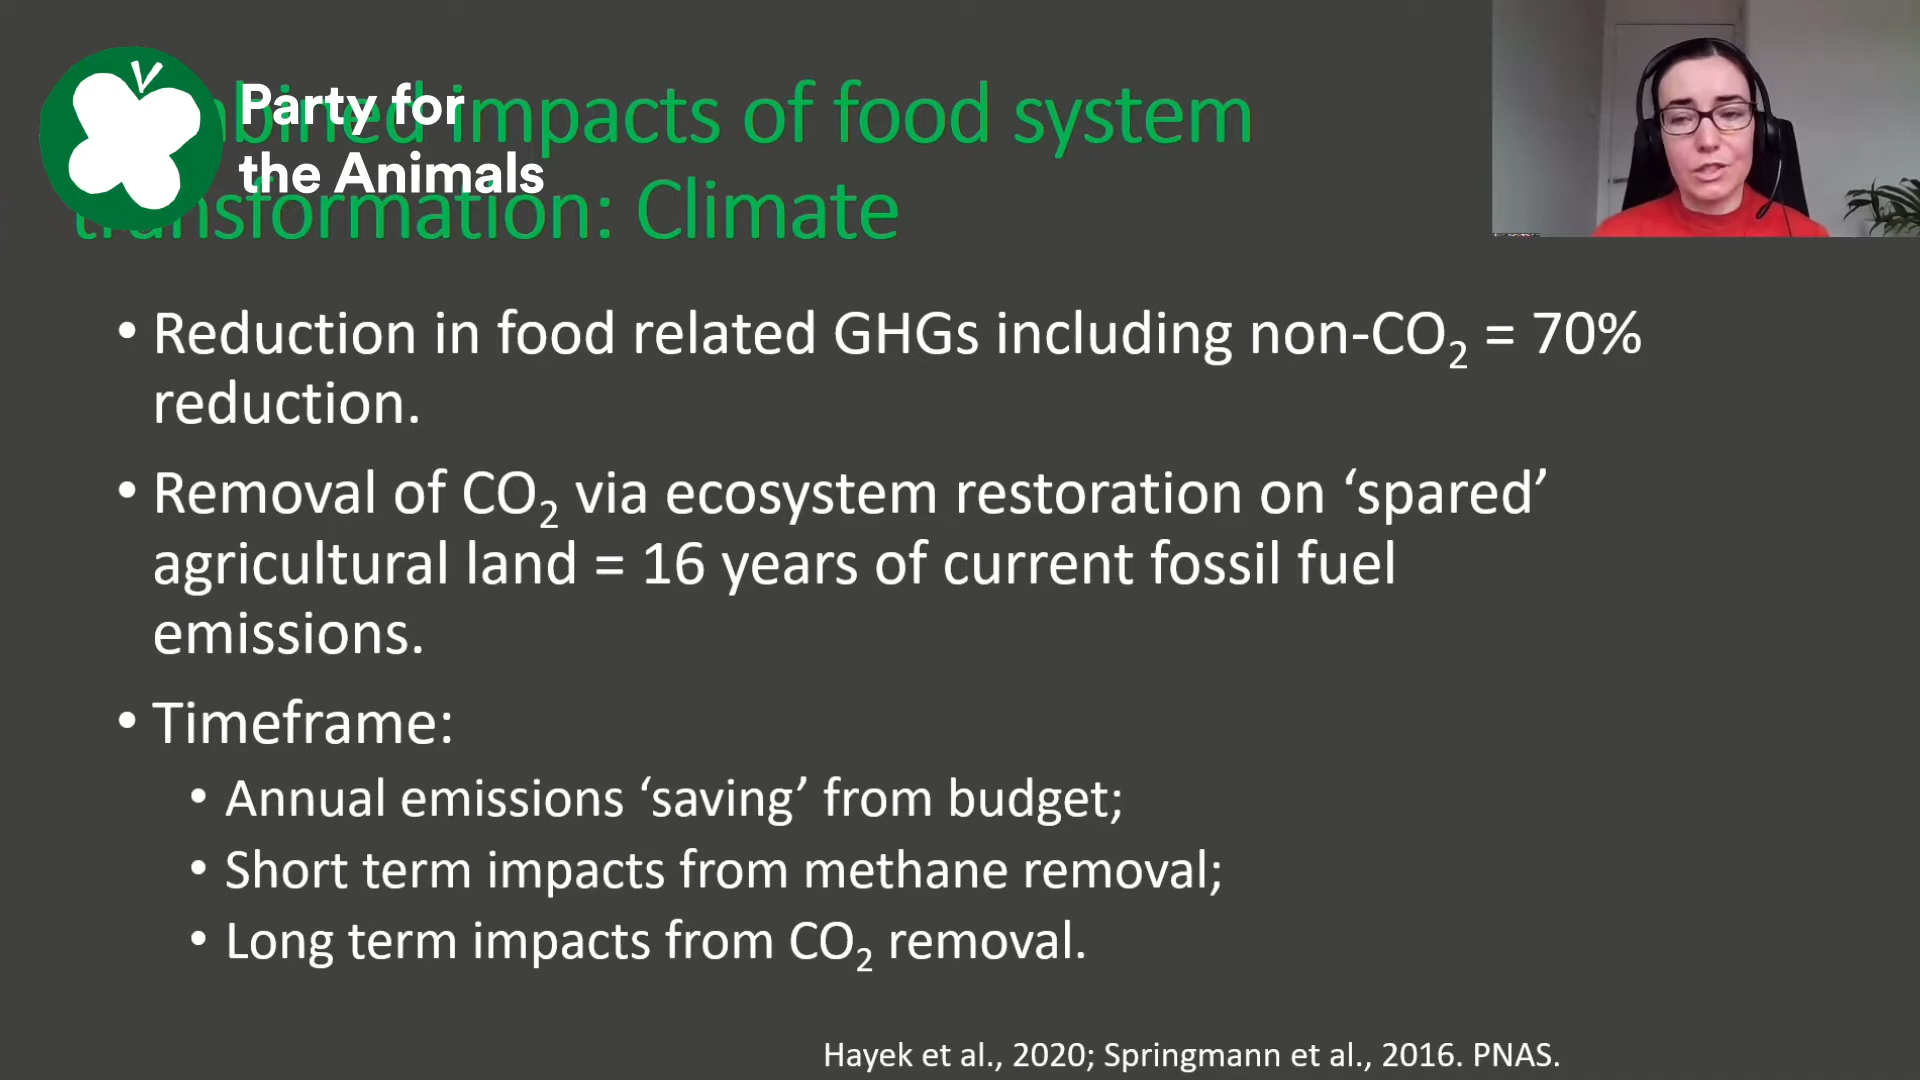 Party for
the Animals
bined impacts of food system
transformation: Climate
• Reduction in food related GHGs including non-CO₂ = 70%
reduction.
• Removal of CO₂ via ecosystem restoration on ‘spared’
agricultural land = 16 years of current fossil fuel
emissions.
• Timeframe:
• Annual emissions ‘saving’ from budget;
• Short term impacts from methane removal;
• Long term impacts from CO₂ removal.
Hayek et al., 2020; Springmann et al., 2016. PNAS.